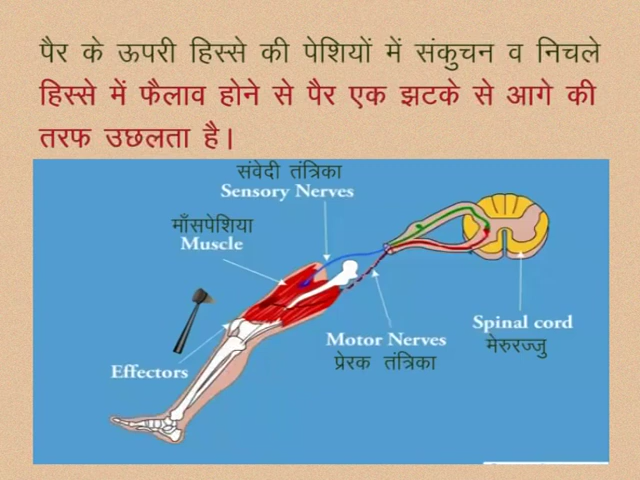 पैर के ऊपरी हिस्से की पेशियों में संकुचन व निचले
हिस्से में फैलाव होने से पैर एक झटके से आगे की
तरफ उछलता है।
संवेदी तंत्रिका
Sensory Nerves
माँसपेशिया
Muscle
Spinal cord
मेरुरज्जु
Motor Nerves
प्रेरक तंत्रिका
Effectors